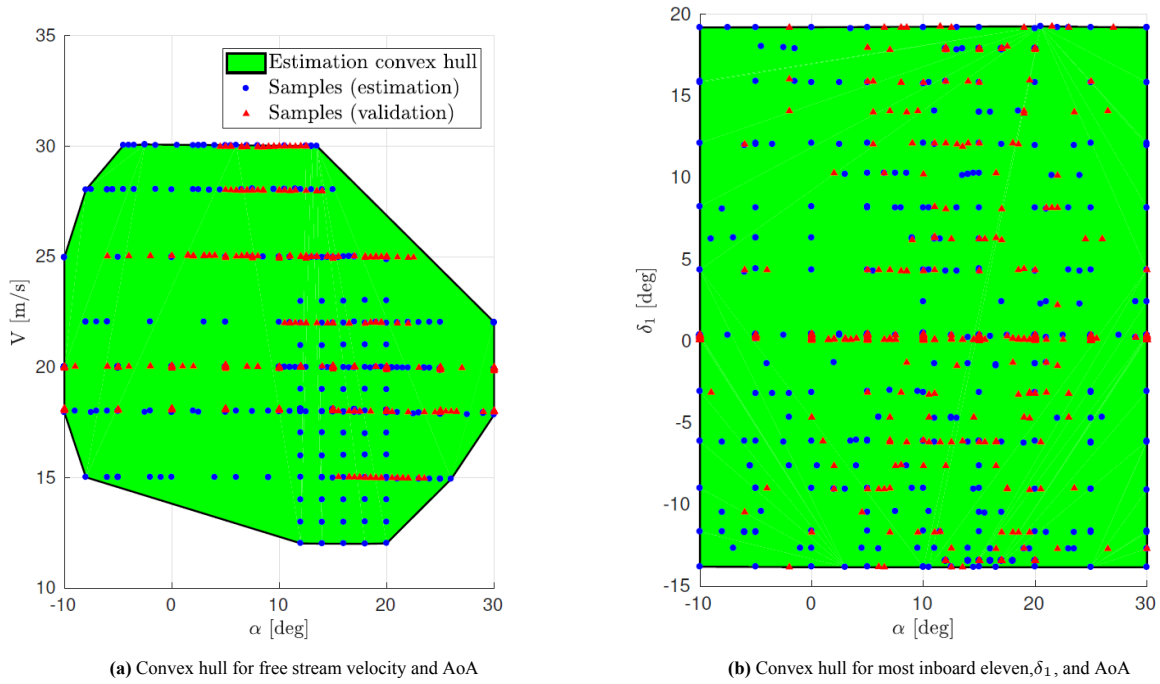 35
30
25
20
15
10
V [m/s]
-10
0
10
20
30
α [deg]
Estimation convex hull
Samples (estimation)
Samples (validation)
(a) Convex hull for free stream velocity and AoA
20
15
10
5
0
-5
-10
-15
δ₁ [deg]
-10
0
10
20
30
α [deg]
(b) Convex hull for most inboard eleven,δ₁, and AoA